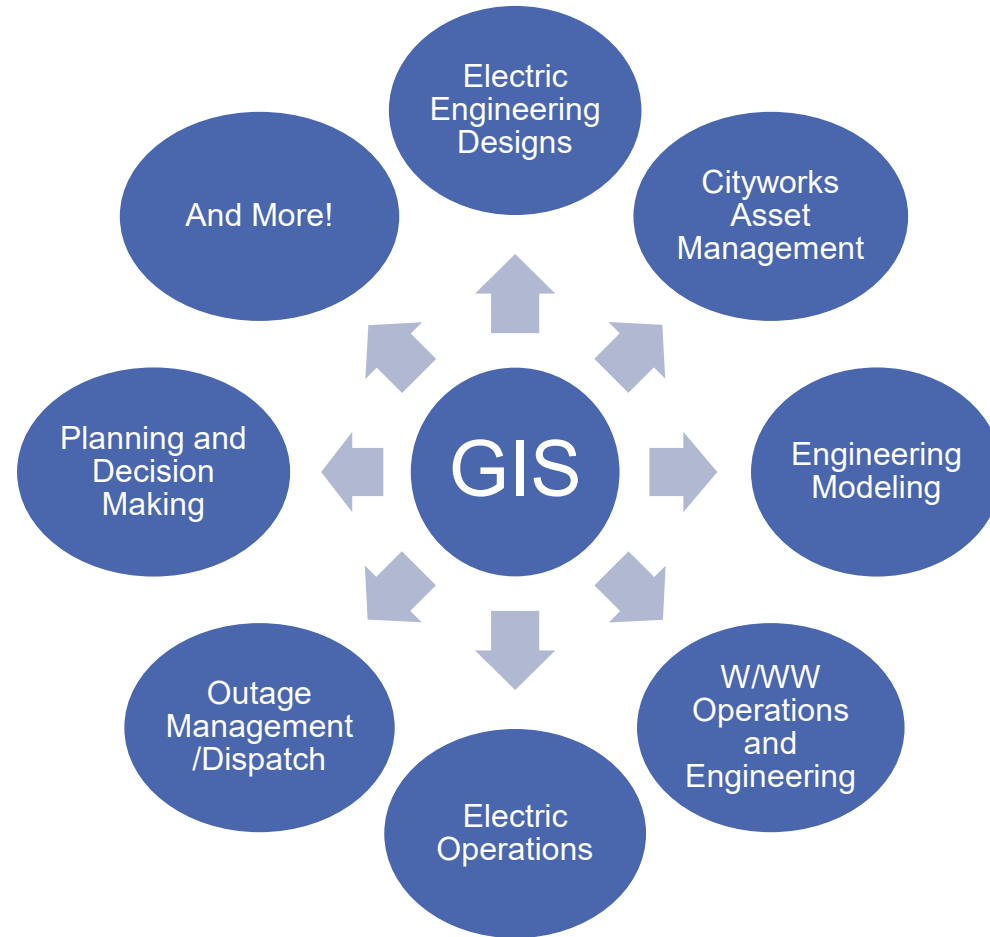 Electric
Engineering
Designs
Cityworks
Asset
Management
Engineering
Modeling
W/WW
Operations
and
Engineering
Electric
Operations
Outage
Management
/Dispatch
Planning and
Decision
Making
And More!
GIS